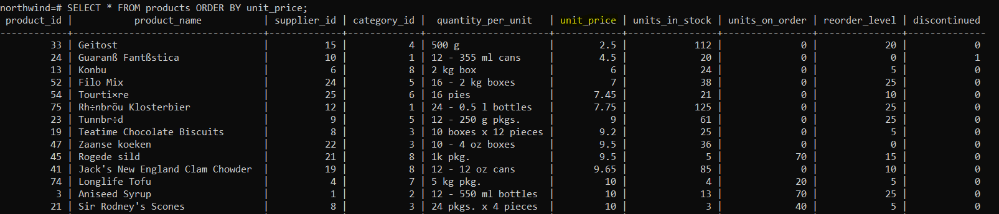 northwind=# SELECT * FROM products ORDER BY unit_price;
product_id | product_name | supplier_id | category_id | quantity_per_unit | unit_price | units_in_stock | units_on_order | reorder_level | discontinued
33 | Geitost | 15 | 4 | 500 g | 2.5 | 112 | 0 | 20 | 0
24 | Guaranß Fantßstica | 10 | 1 | 12 - 355 ml cans | 4.5 | 20 | 0 | 0 | 1
13 | Konbu | 6 | 8 | 2 kg box | 6 | 24 | 0 | 5 | 0
52 | Filo Mix | 24 | 5 | 16 - 2 kg boxes | 7 | 38 | 0 | 25 | 0
54 | Tourti×re | 25 | 6 | 16 pies | 7.45 | 21 | 0 | 10 | 0
75 | Rh÷nbrõu Klosterbier | 12 | 1 | 24 - 0.5 l bottles | 7.75 | 125 | 0 | 25 | 0
23 | Tunnbr÷d | 9 | 5 | 12 - 250 g pkgs. | 9 | 61 | 0 | 25 | 0
19 | Teatime Chocolate Biscuits | 8 | 3 | 10 boxes x 12 pieces | 9.2 | 25 | 0 | 5 | 0
47 | Zaanse koeken | 22 | 3 | 10 - 4 oz boxes | 9.5 | 36 | 0 | 0 | 0
45 | Rogede sild | 21 | 8 | 1k pkg. | 9.5 | 5 | 70 | 15 | 0
41 | Jack's New England Clam Chowder | 19 | 8 | 12 - 12 oz cans | 9.65 | 85 | 0 | 10 | 0
74 | Longlife Tofu | 4 | 7 | 5 kg pkg. | 10 | 4 | 20 | 5 | 0
3 | Aniseed Syrup | 1 | 2 | 12 - 550 ml bottles | 10 | 13 | 70 | 25 | 0
21 | Sir Rodney's Scones | 8 | 3 | 24 pkgs. x 4 pieces | 10 | 3 | 40 | 5 | 0